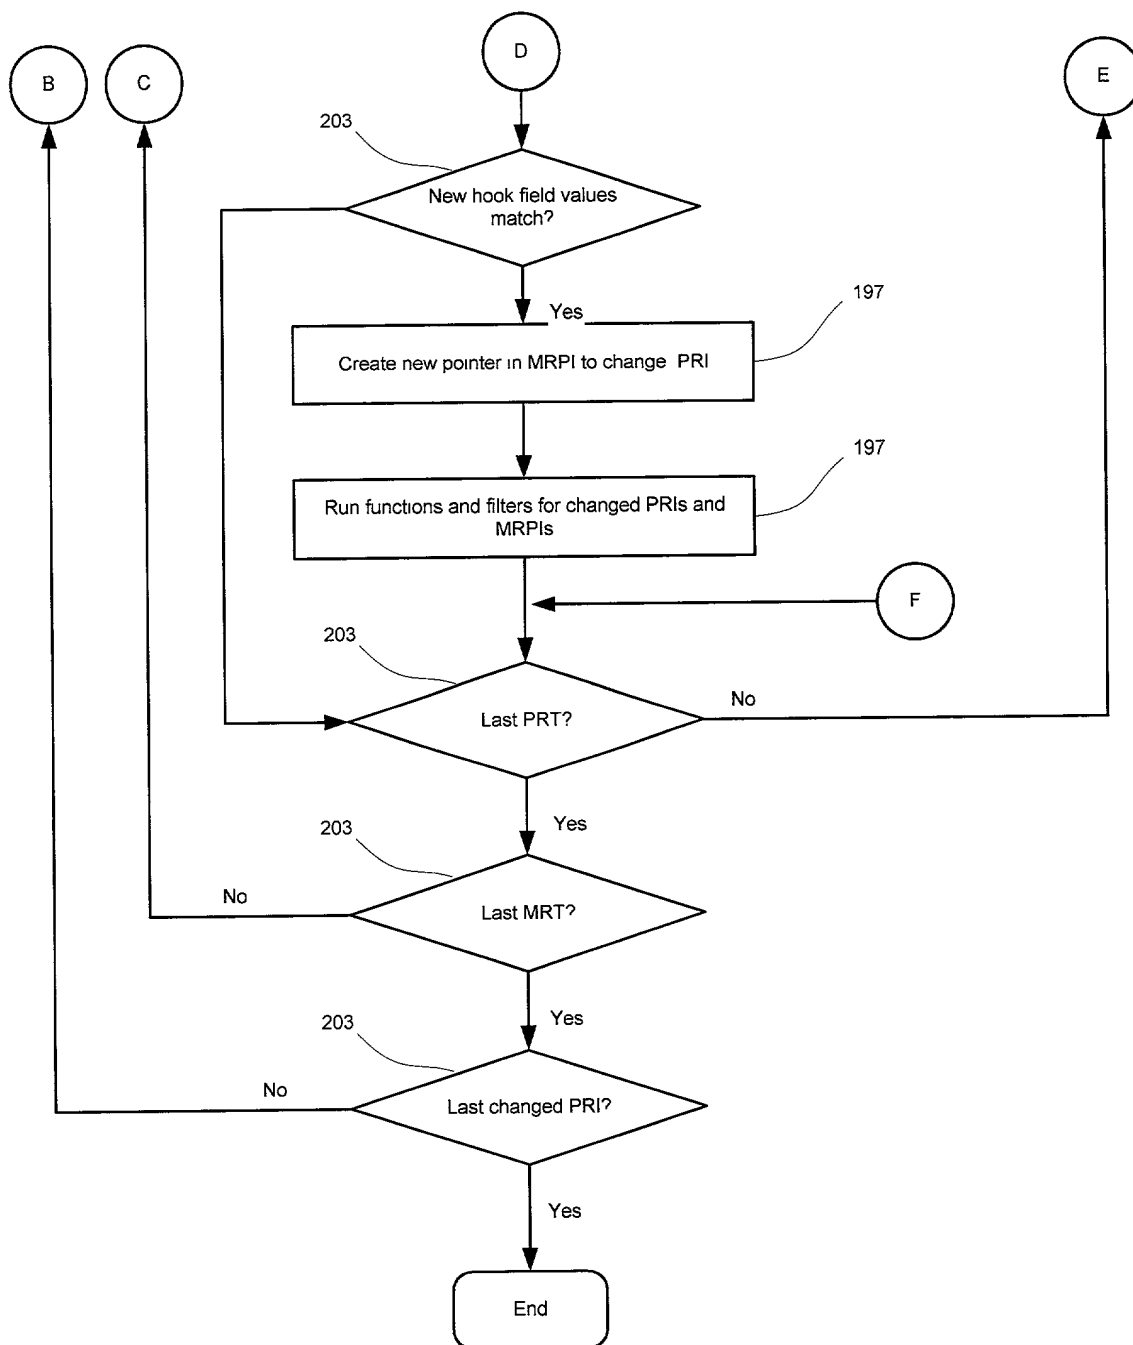 D
B
C
E
203
New hook field values
match?
Yes
197
Create new pointer in MRPI to change PRI
197
Run functions and filters for changed PRIs and
MRPIs
F
203
Last PRT?
No
Yes
203
Last MRT?
No
Yes
203
Last changed PRI?
No
Yes
End